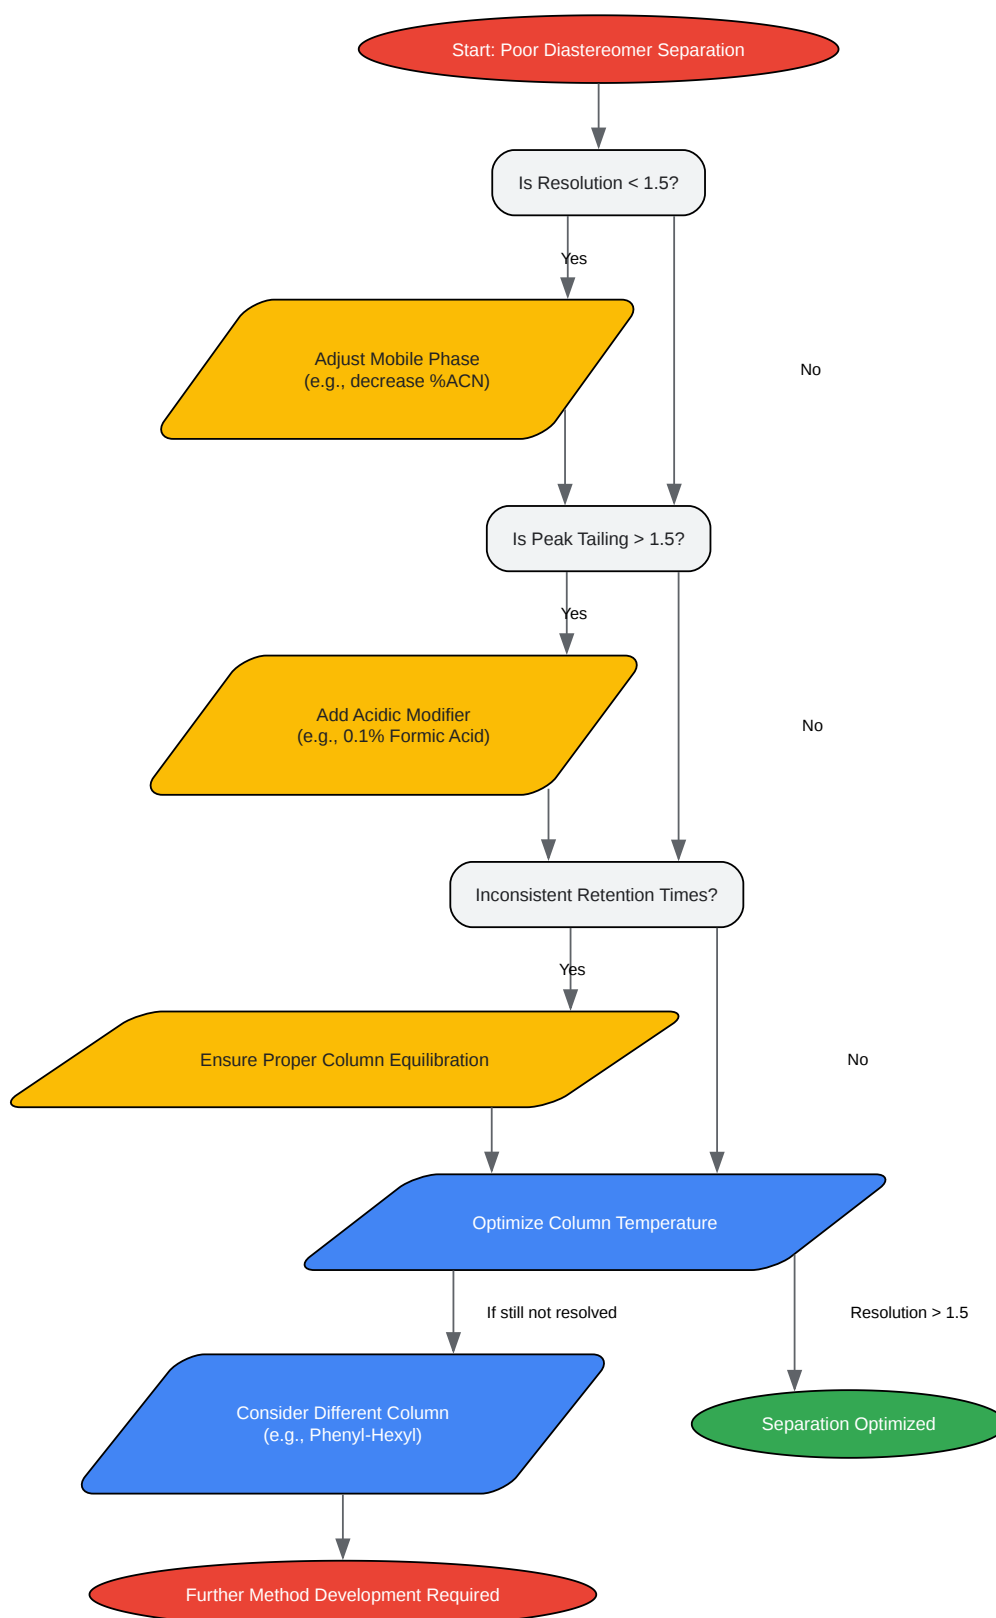 Start: Poor Diastereomer Separation
Is Resolution < 1.5?
Yes
Adjust Mobile Phase
(e.g., decrease %ACN)
No
Is Peak Tailing > 1.5?
Yes
Add Acidic Modifier
(e.g., 0.1% Formic Acid)
No
Inconsistent Retention Times?
Yes
Ensure Proper Column Equilibration
No
Optimize Column Temperature
If still not resolved
Resolution > 1.5
Consider Different Column
(e.g., Phenyl-Hexyl)
Separation Optimized
Further Method Development Required